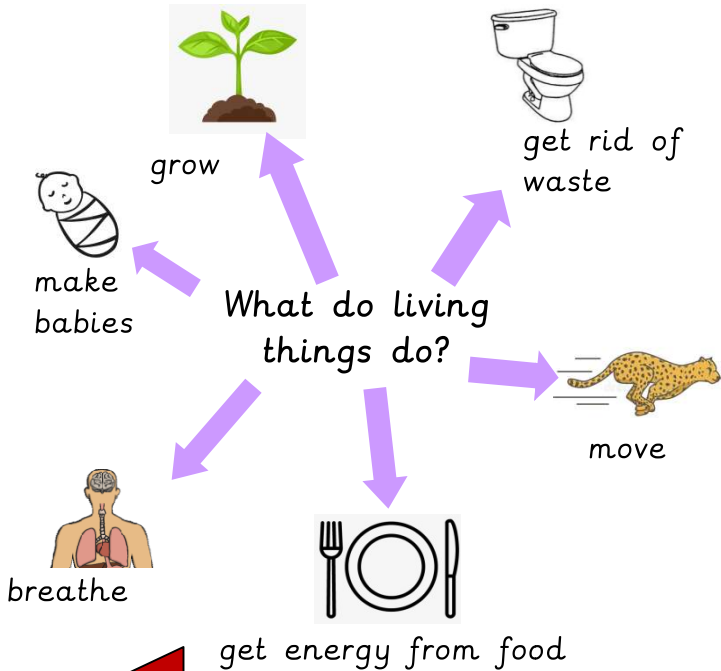 grow
get rid of
waste
make
babies
What do living
things do?
move
breathe
get energy from food